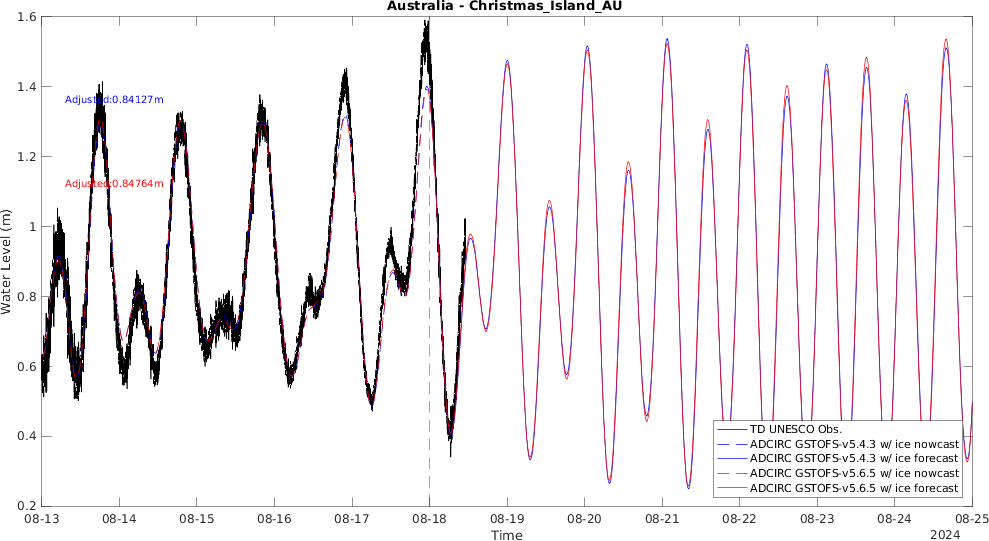 Australia - Christmas_Island_AU
1.6
1.4
1.2
1
0.8
0.6
0.4
0.2
Water Level (m)
Adjusted:0.84127m
Adjusted:0.84764m
TD UNESCO Obs.
ADCIRC GSTOFS-v5.4.3 w/ ice nowcast
ADCIRC GSTOFS-v5.4.3 w/ ice forecast
ADCIRC GSTOFS-v5.6.5 w/ ice nowcast
ADCIRC GSTOFS-v5.6.5 w/ ice forecast
08-13 08-14 08-15 08-16 08-17 08-18 08-19 08-20 08-21 08-22 08-23 08-24 08-25
Time
2024